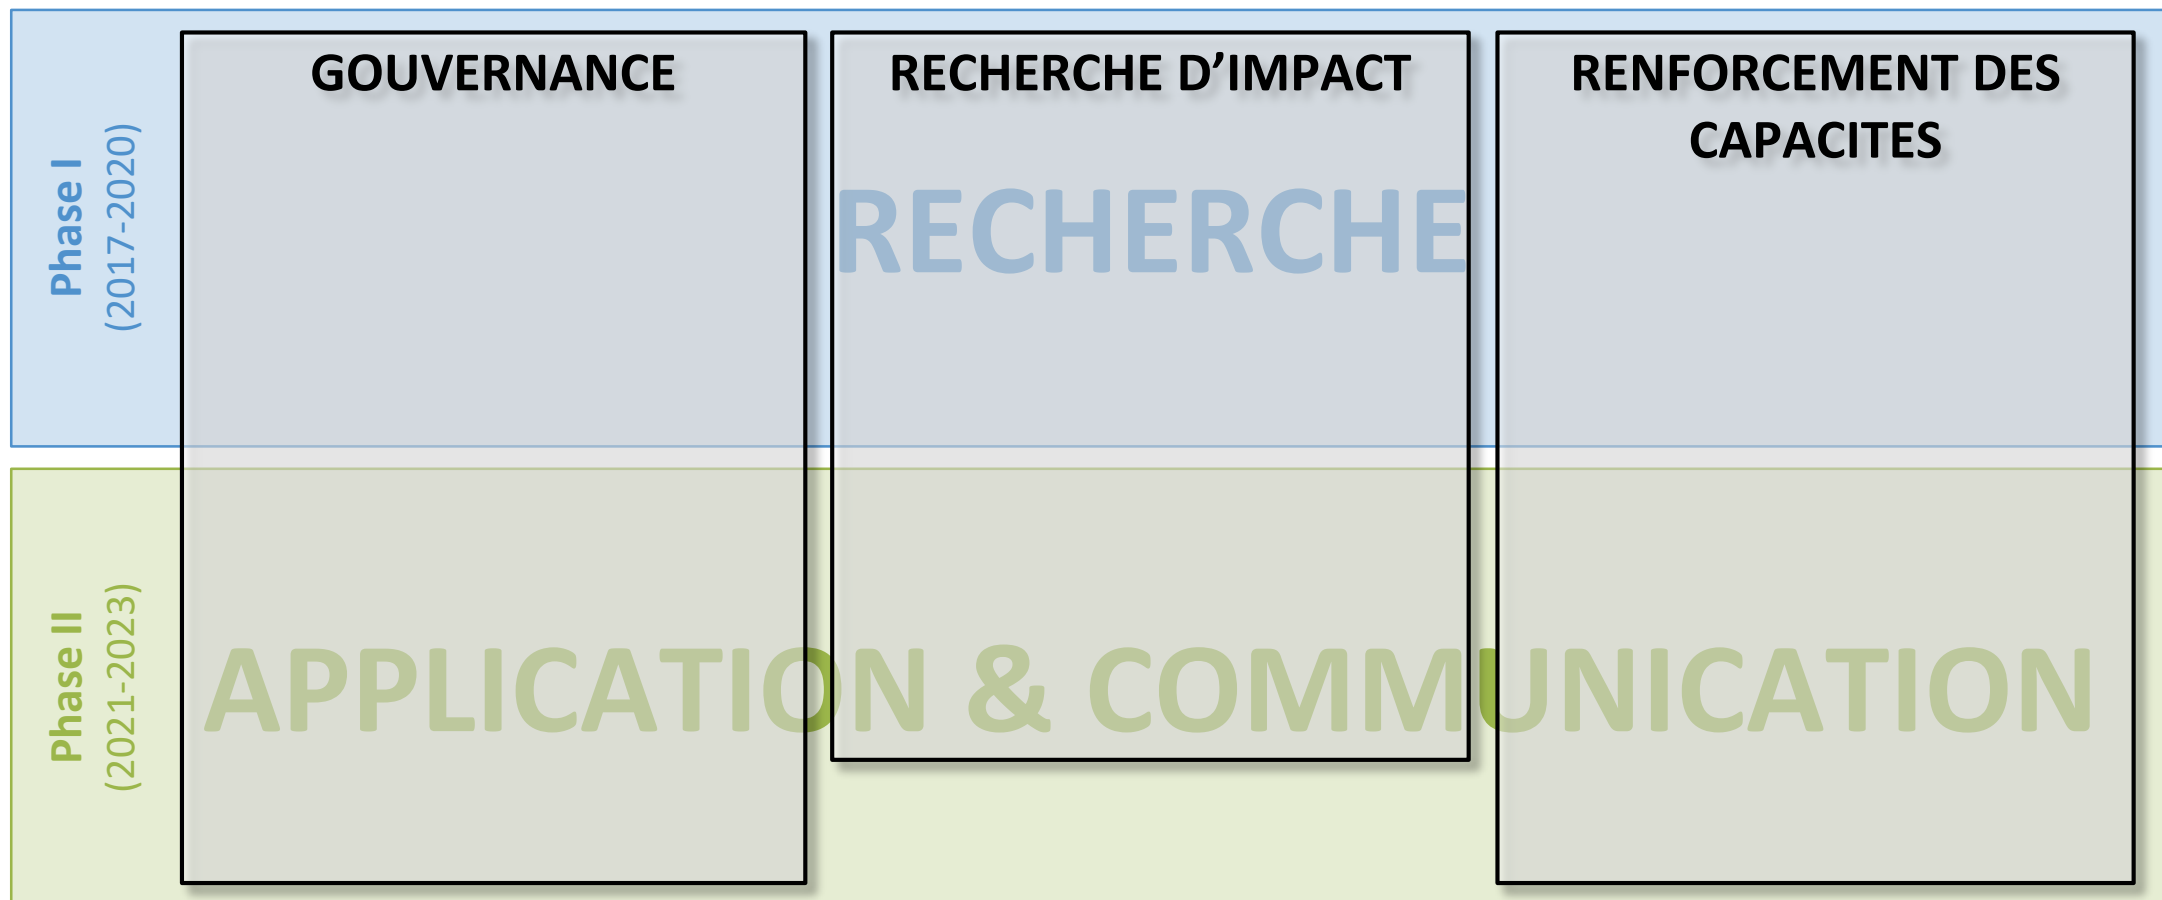 GOUVERNANCE
RECHERCHE D’IMPACT
RENFORCEMENT DES
CAPACITES
Phase I
(2017-2020)
RECHERCHE
Phase II
(2021-2023)
APPLICATION & COMMUNICATION